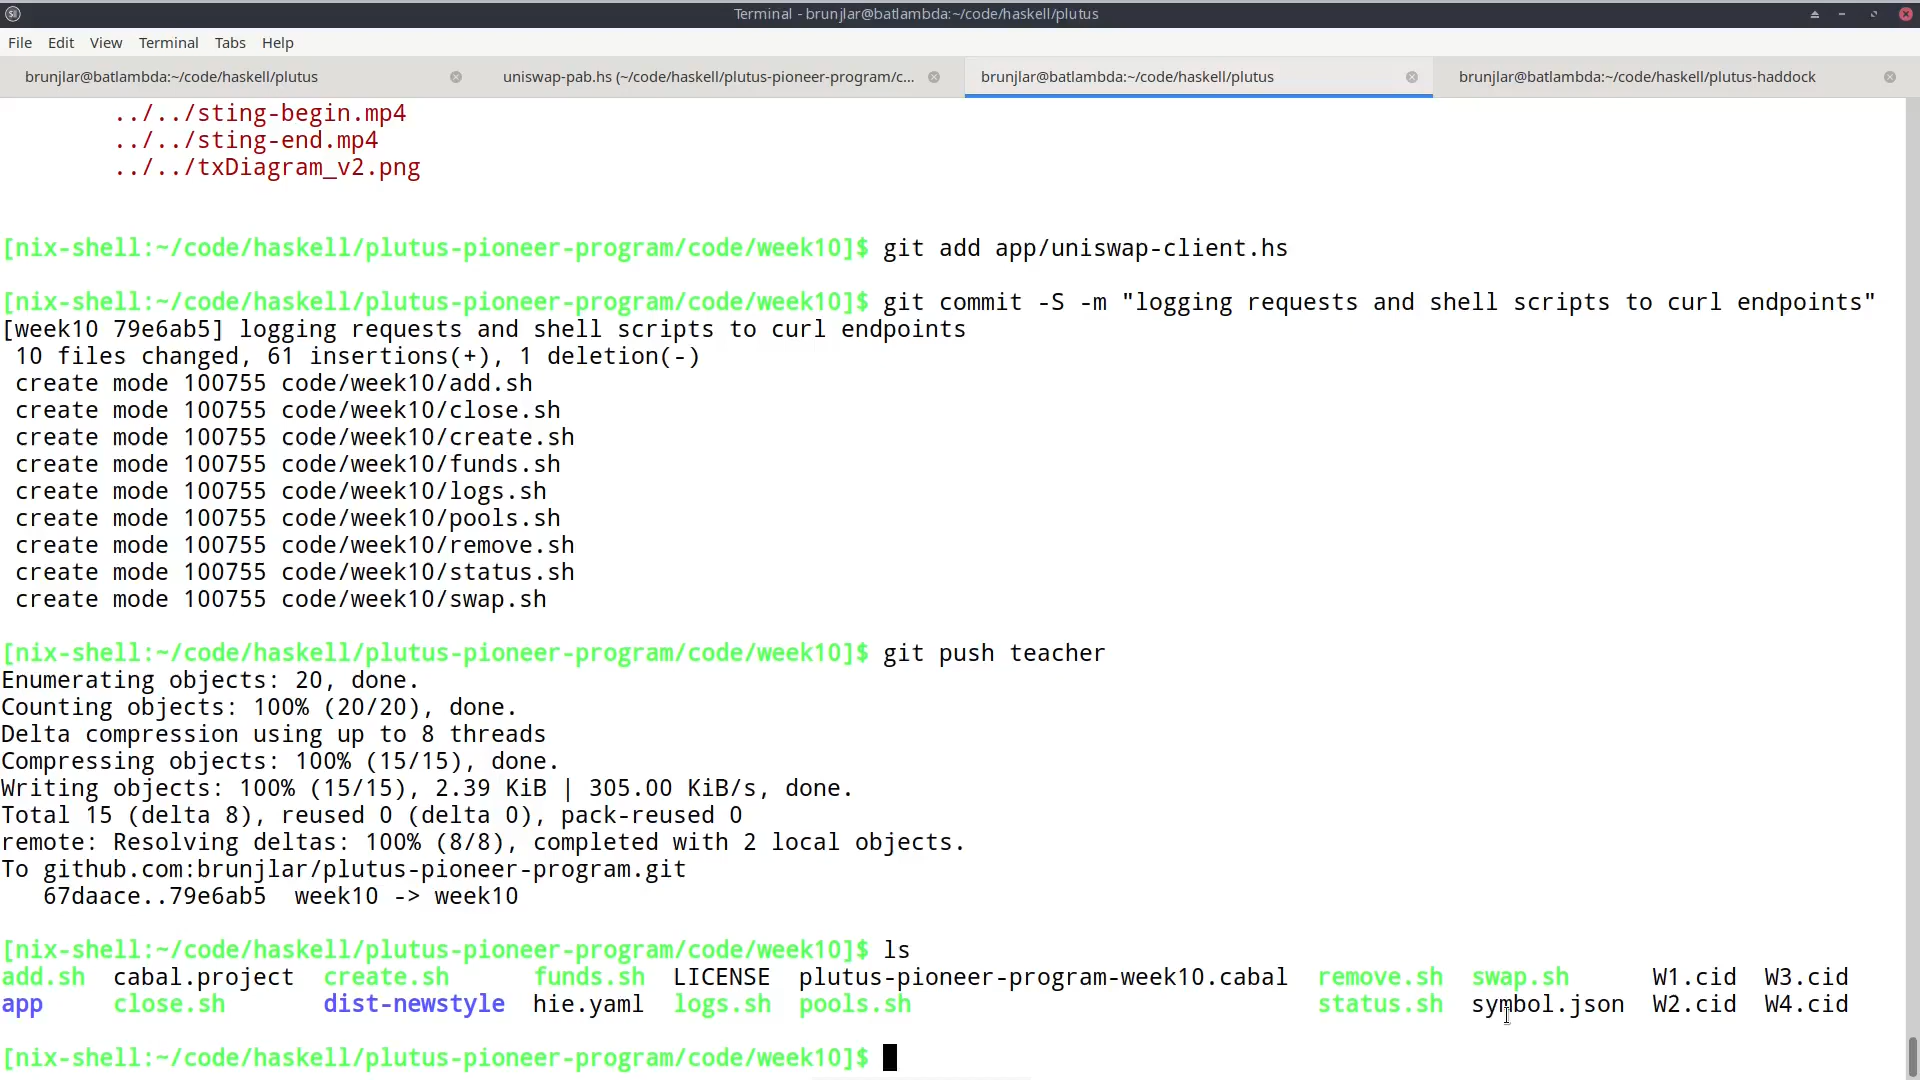 Terminal - brunjlar@batlambda:~/code/haskell/plutus
File Edit View Terminal Tabs Help
brunjlar@batlambda:~/code/haskell/plutus uniswap-pab.hs (~/code/haskell/plutus-pioneer-program/c... brunjlar@batlambda:~/code/haskell/plutus brunjlar@batlambda:~/code/haskell/plutus-haddock
../../sting-begin.mp4
../../sting-end.mp4
../../txDiagram_v2.png
[nix-shell:~/code/haskell/plutus-pioneer-program/code/week10]$ git add app/uniswap-client.hs
[nix-shell:~/code/haskell/plutus-pioneer-program/code/week10]$ git commit -S -m "logging requests and shell scripts to curl endpoints"
[week10 79e6ab5] logging requests and shell scripts to curl endpoints
10 files changed, 61 insertions(+), 1 deletion(-)
create mode 100755 code/week10/add.sh
create mode 100755 code/week10/close.sh
create mode 100755 code/week10/create.sh
create mode 100755 code/week10/funds.sh
create mode 100755 code/week10/logs.sh
create mode 100755 code/week10/pools.sh
create mode 100755 code/week10/remove.sh
create mode 100755 code/week10/status.sh
create mode 100755 code/week10/swap.sh
[nix-shell:~/code/haskell/plutus-pioneer-program/code/week10]$ git push teacher
Enumerating objects: 20, done.
Counting objects: 100% (20/20), done.
Delta compression using up to 8 threads
Compressing objects: 100% (15/15), done.
Writing objects: 100% (15/15), 2.39 KiB | 305.00 KiB/s, done.
Total 15 (delta 8), reused 0 (delta 0), pack-reused 0
remote: Resolving deltas: 100% (8/8), completed with 2 local objects.
To github.com:brunjlar/plutus-pioneer-program.git
67daace..79e6ab5 week10 -> week10
[nix-shell:~/code/haskell/plutus-pioneer-program/code/week10]$ ls
add.sh cabal.project create.sh funds.sh LICENSE plutus-pioneer-program-week10.cabal remove.sh swap.sh W1.cid W3.cid
app close.sh dist-newstyle hie.yaml logs.sh pools.sh status.sh symbol.json W2.cid W4.cid
[nix-shell:~/code/haskell/plutus-pioneer-program/code/week10]$